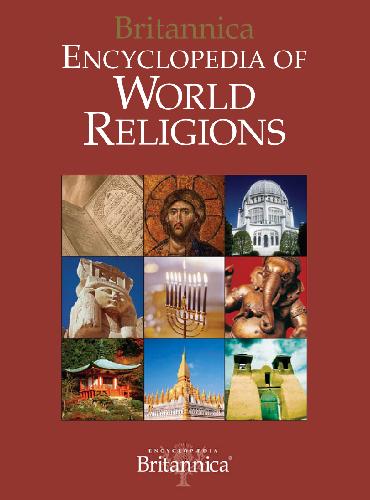 Britannica
ENCYCLOPEDIA OF
WORLD
RELIGIONS
ENCYCLOPÆDIA
Britannica®